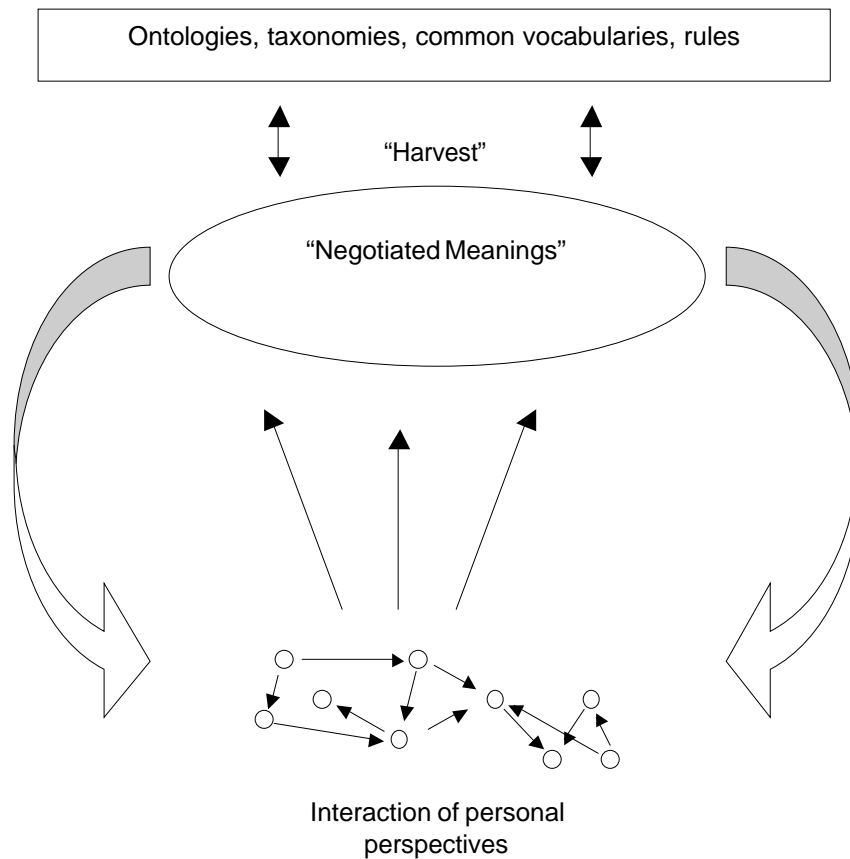 Ontologies, taxonomies, common vocabularies, rules
“Harvest”
“Negotiated Meanings”
Interaction of personal
perspectives